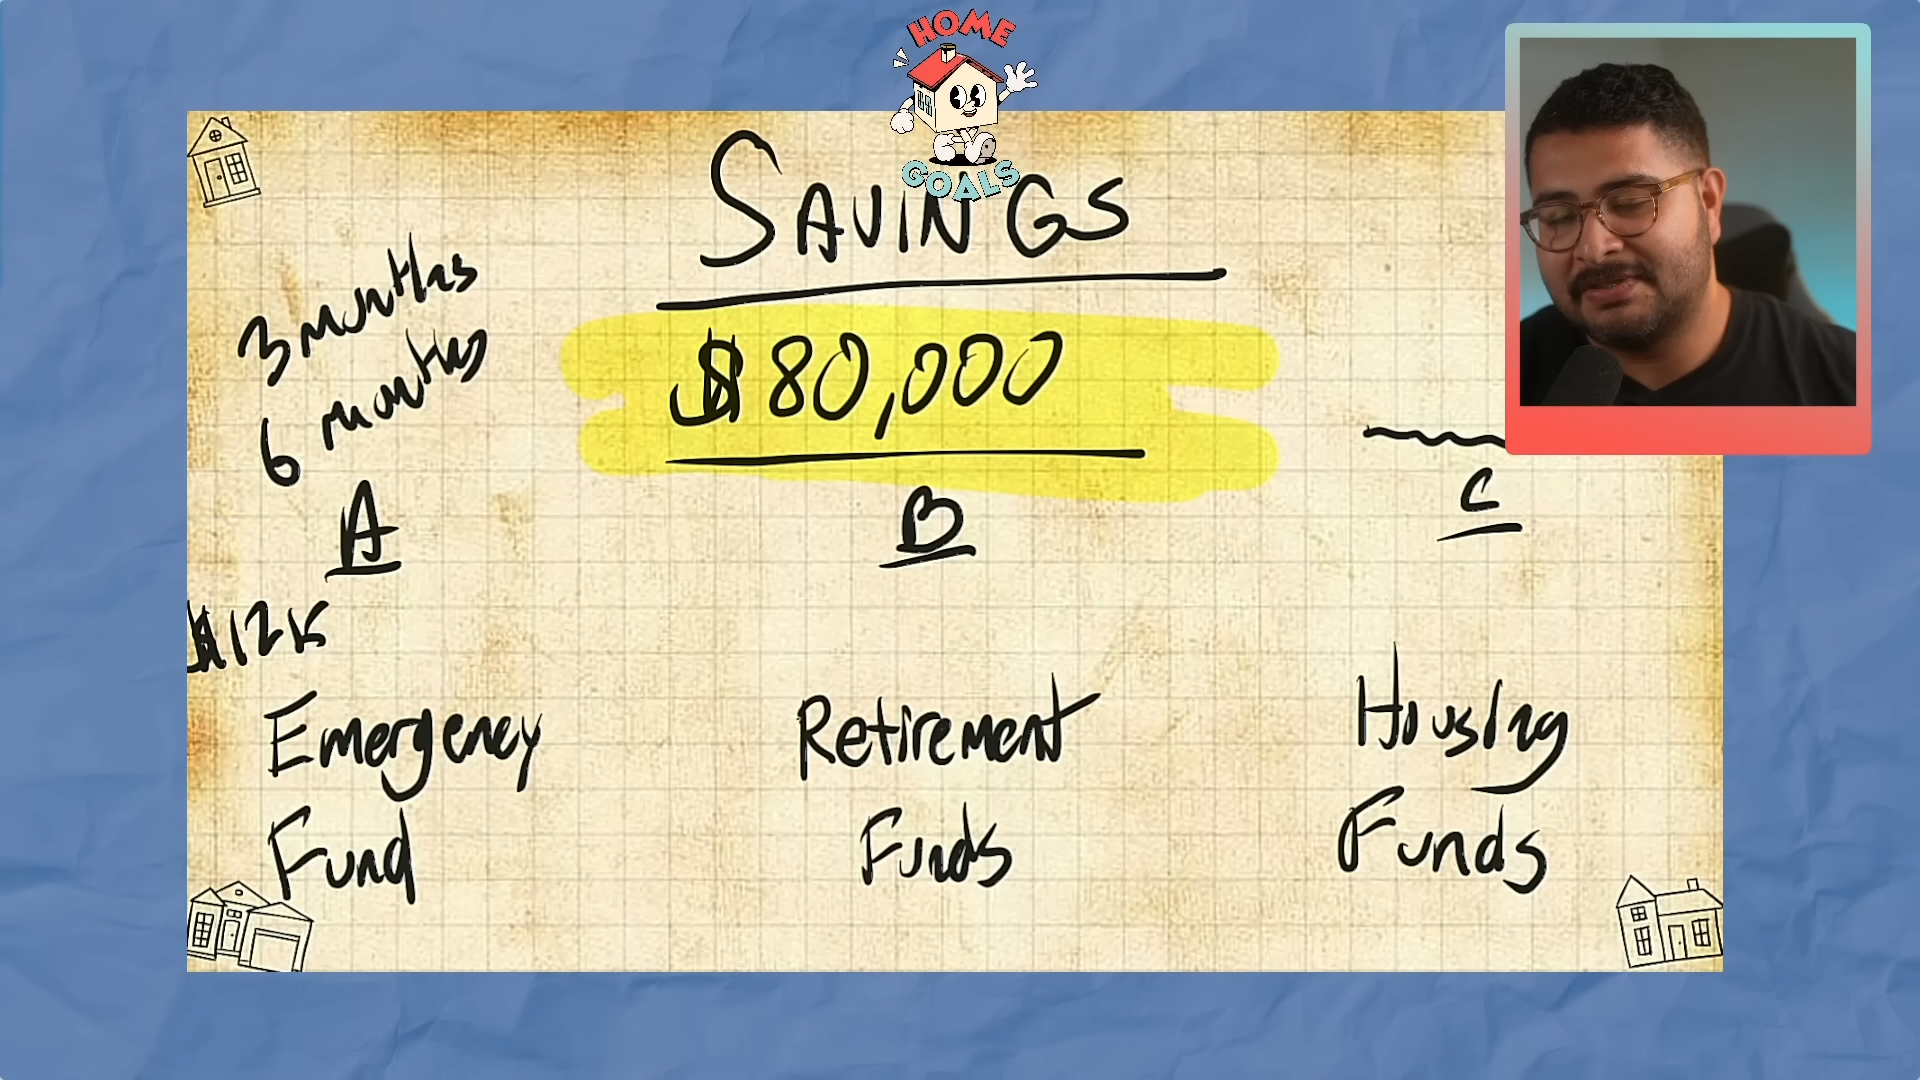 HOME
GOALS
SAVINGS
3 months
6 months
$80,000
A
B
C
$12K
Emergency
Fund
Retirement
Funds
Housing
Funds